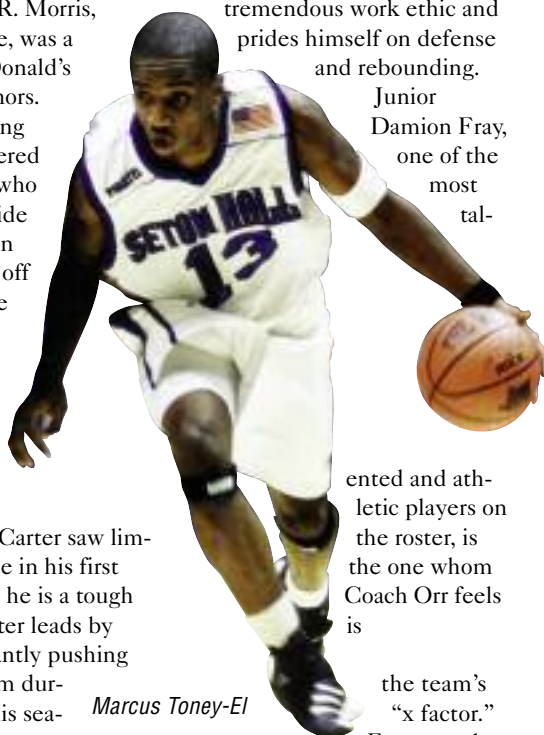 R. Morris,
e, was a
onald's
nors.
ng
ered
who
ide
n
off
e
Carter saw lim-
e in his first
he is a tough
ter leads by
ntly pushing
m dur-
is sea-
SETON HALL
13
Marcus Toney-El
tremendous work ethic and
prides himself on defense
and rebounding.
Junior
Damion Fray,
one of the
most
tal-
ented and ath-
letic players on
the roster, is
the one whom
Coach Orr feels
is
the team's
"x factor."